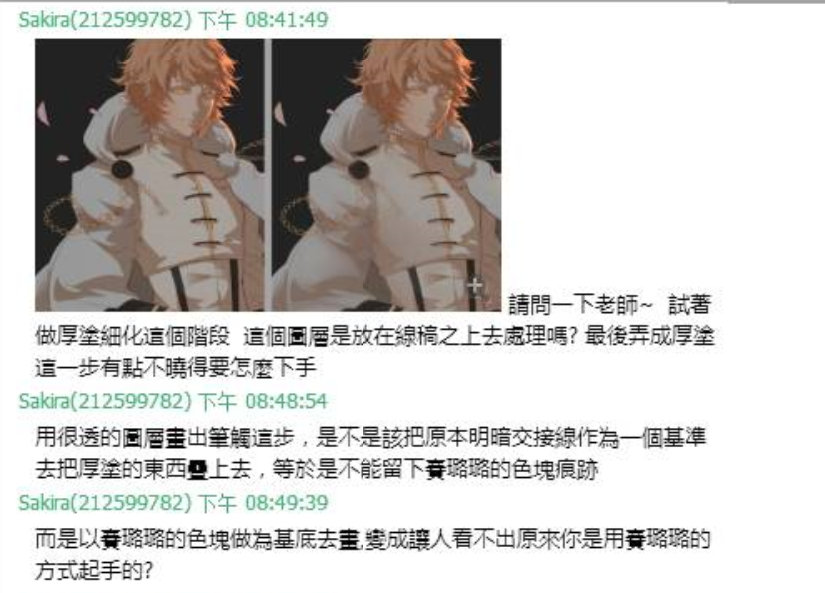 Sakira(212599782) 下午 08:41:49
請問一下老師~ 試著
做厚塗細化這個階段 這個圖層是放在線稿之上去處理嗎? 最後弄成厚塗
這一步有點不曉得要怎麼下手
Sakira(212599782) 下午 08:48:54
用很透的圖層畫出筆觸這步，是不是該把原本明暗交接線作為一個基準
去把厚塗的東西疊上去，等於是不能留下賽璐璐的色塊痕跡
Sakira(212599782) 下午 08:49:39
而是以賽璐璐的色塊做為基底去畫,變成讓人看不出原來你是用賽璐璐的
方式起手的?